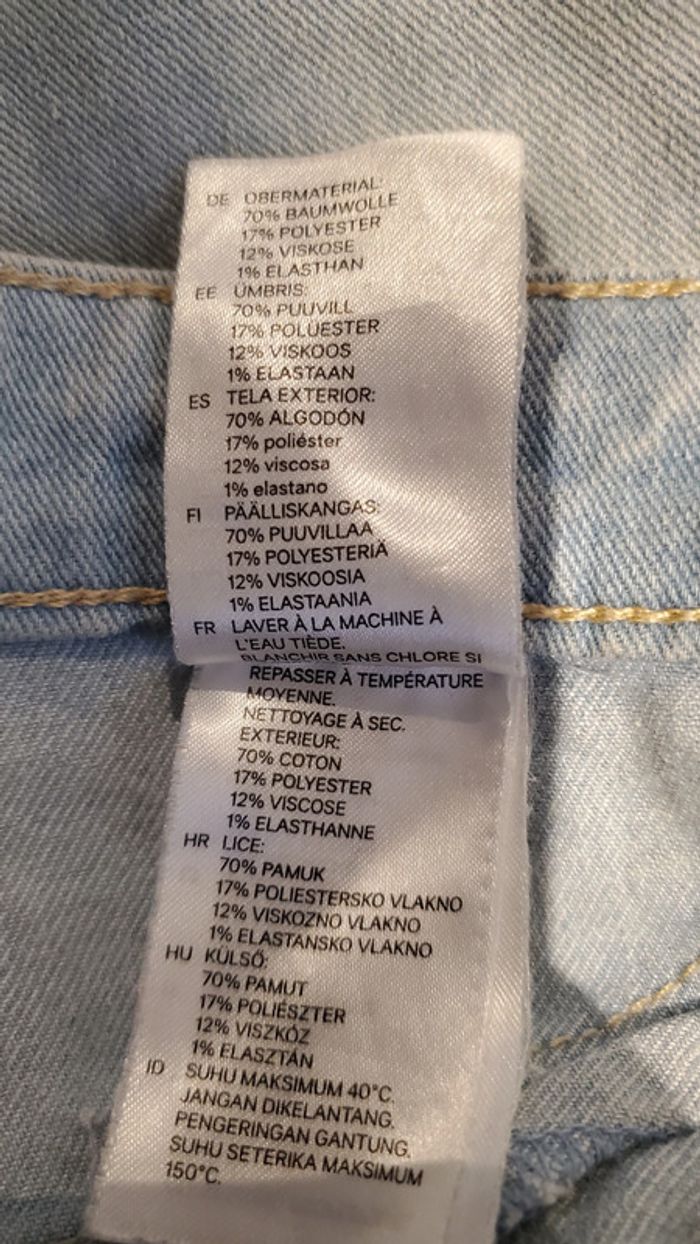 DE OBERMATERIAL:
70% BAUMWOLLE
17% POLYESTER
12% VISKOSE
1% ELASTHAN
EE ÜMBRIS:
70% PUUVILL
17% POLÜESTER
12% VISKOOS
1% ELASTAAN
ES TELA EXTERIOR:
70% ALGODÓN
17% poliéster
12% viscosa
1% elastano
FI PÄÄLLISKANGAS:
70% PUUVILLAA
17% POLYESTERIÄ
12% VISKOOSIA
1% ELASTAANIA
FR LAVER À LA MACHINE À
L'EAU TIÈDE.
BLANCHIR SANS CHLORE SI
REPASSER À TEMPÉRATURE
MOYENNE.
NETTOYAGE À SEC.
EXTERIEUR:
70% COTON
17% POLYESTER
12% VISCOSE
1% ELASTHANNE
HR LICE:
70% PAMUK
17% POLIESTERSKO VLAKNO
12% VISKOZNO VLAKNO
1% ELASTANSKO VLAKNO
HU KÜLSŐ:
70% PAMUT
17% POLIÉSZTER
12% VISZKÓZ
1% ELASZTÁN
ID SUHU MAKSIMUM 40°C.
JANGAN DIKELANTANG.
PENGERINGAN GANTUNG.
SUHU SETERIKA MAKSIMUM
150°C.